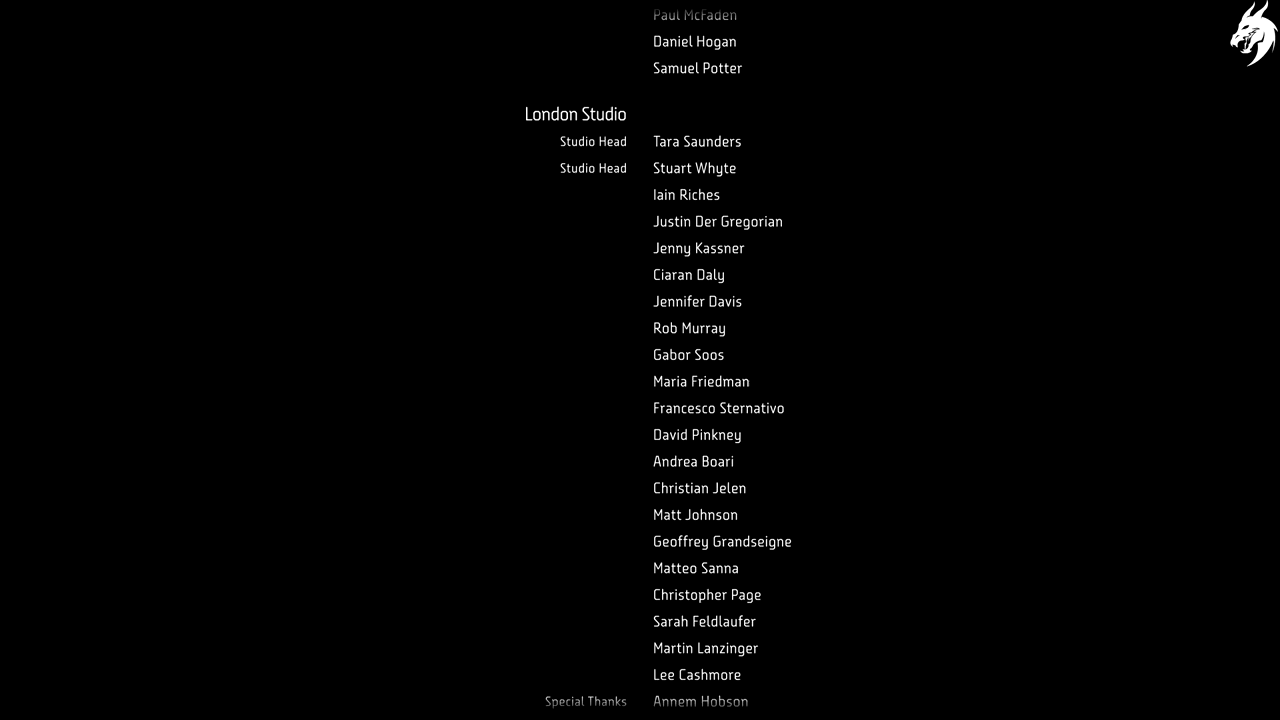 Paul McFaden
Daniel Hogan
Samuel Potter
London Studio
Studio Head Tara Saunders
Studio Head Stuart Whyte
Iain Riches
Justin Der Gregorian
Jenny Kassner
Ciaran Daly
Jennifer Davis
Rob Murray
Gabor Soos
Maria Friedman
Francesco Sternativo
David Pinkney
Andrea Boari
Christian Jelen
Matt Johnson
Geoffrey Grandseigne
Matteo Sanna
Christopher Page
Sarah Feldlaufer
Martin Lanzinger
Lee Cashmore
Special Thanks Annem Hobson